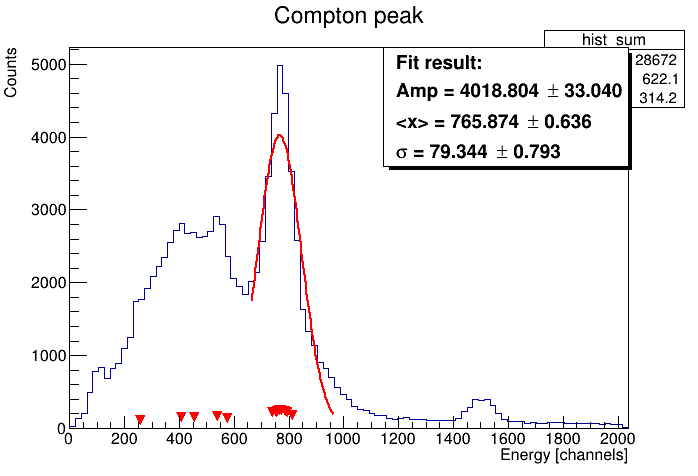 Compton peak
hist_sum
28672
622.1
314.2
Fit result:
Amp = 4018.804 ± 33.040
<x> = 765.874 ± 0.636
σ = 79.344 ± 0.793
Counts
5000
4000
3000
2000
1000
0
0 200 400 600 800 1000 1200 1400 1600 1800 2000
Energy [channels]